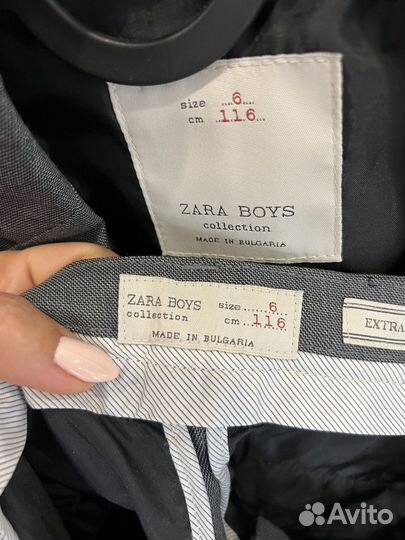 size ....6....
cm ..116...
ZARA BOYS
collection
MADE IN BULGARIA
ZARA BOYS size ......6...
collection cm ..116
MADE IN BULGARIA
EXTRA
Avito